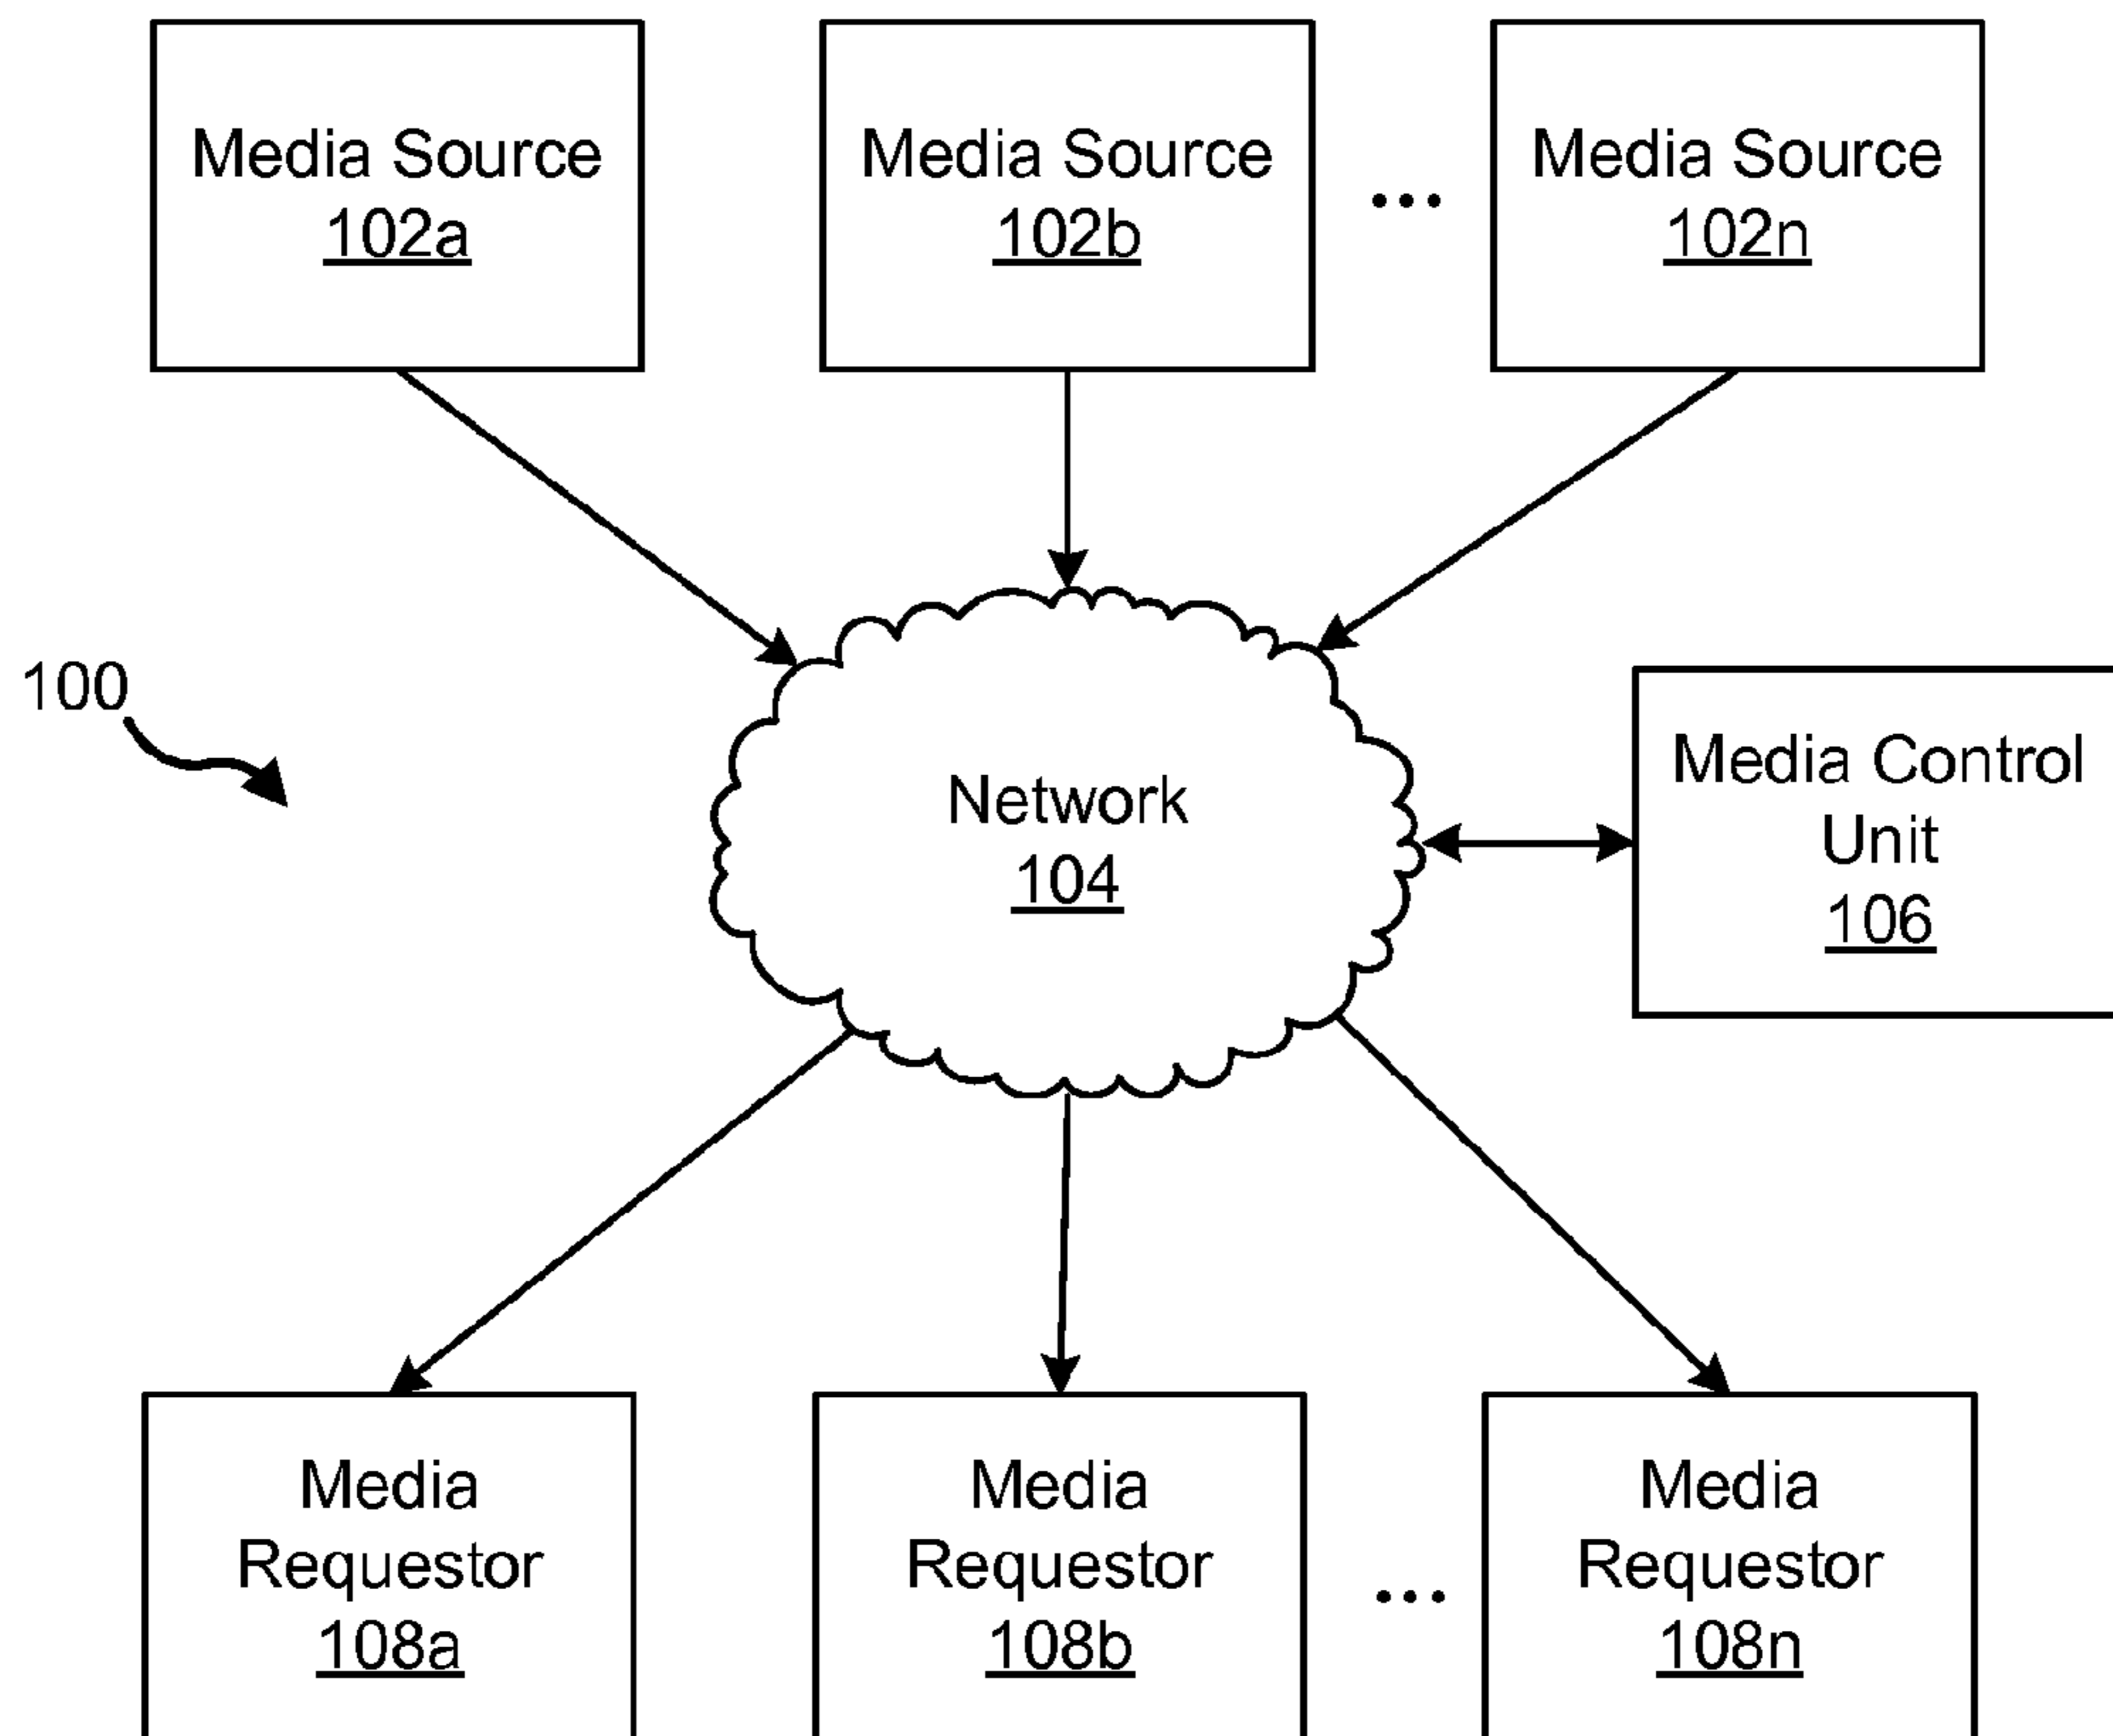 Media Source
102a
Media Source
102b
...
Media Source
102n
100
Network
104
Media Control
Unit
106
Media
Requestor
108a
Media
Requestor
108b
...
Media
Requestor
108n